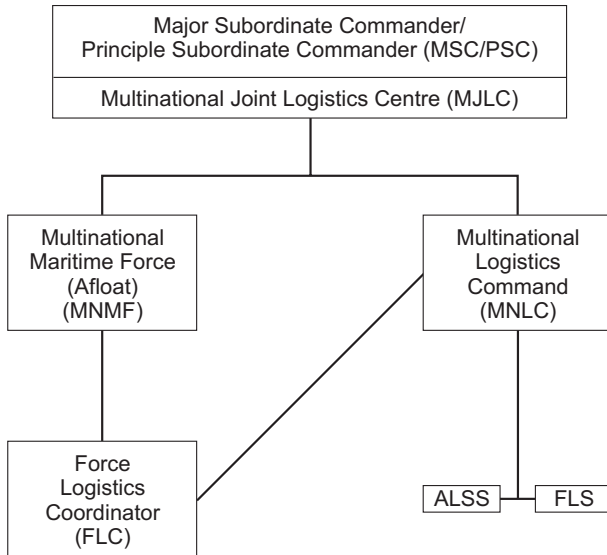 Major Subordinate Commander/
Principle Subordinate Commander (MSC/PSC)
Multinational Joint Logistics Centre (MJLC)
Multinational
Maritime Force
(Afloat)
(MNMF)
Multinational
Logistics
Command
(MNLC)
Force
Logistics
Coordinator
(FLC)
ALSS
FLS